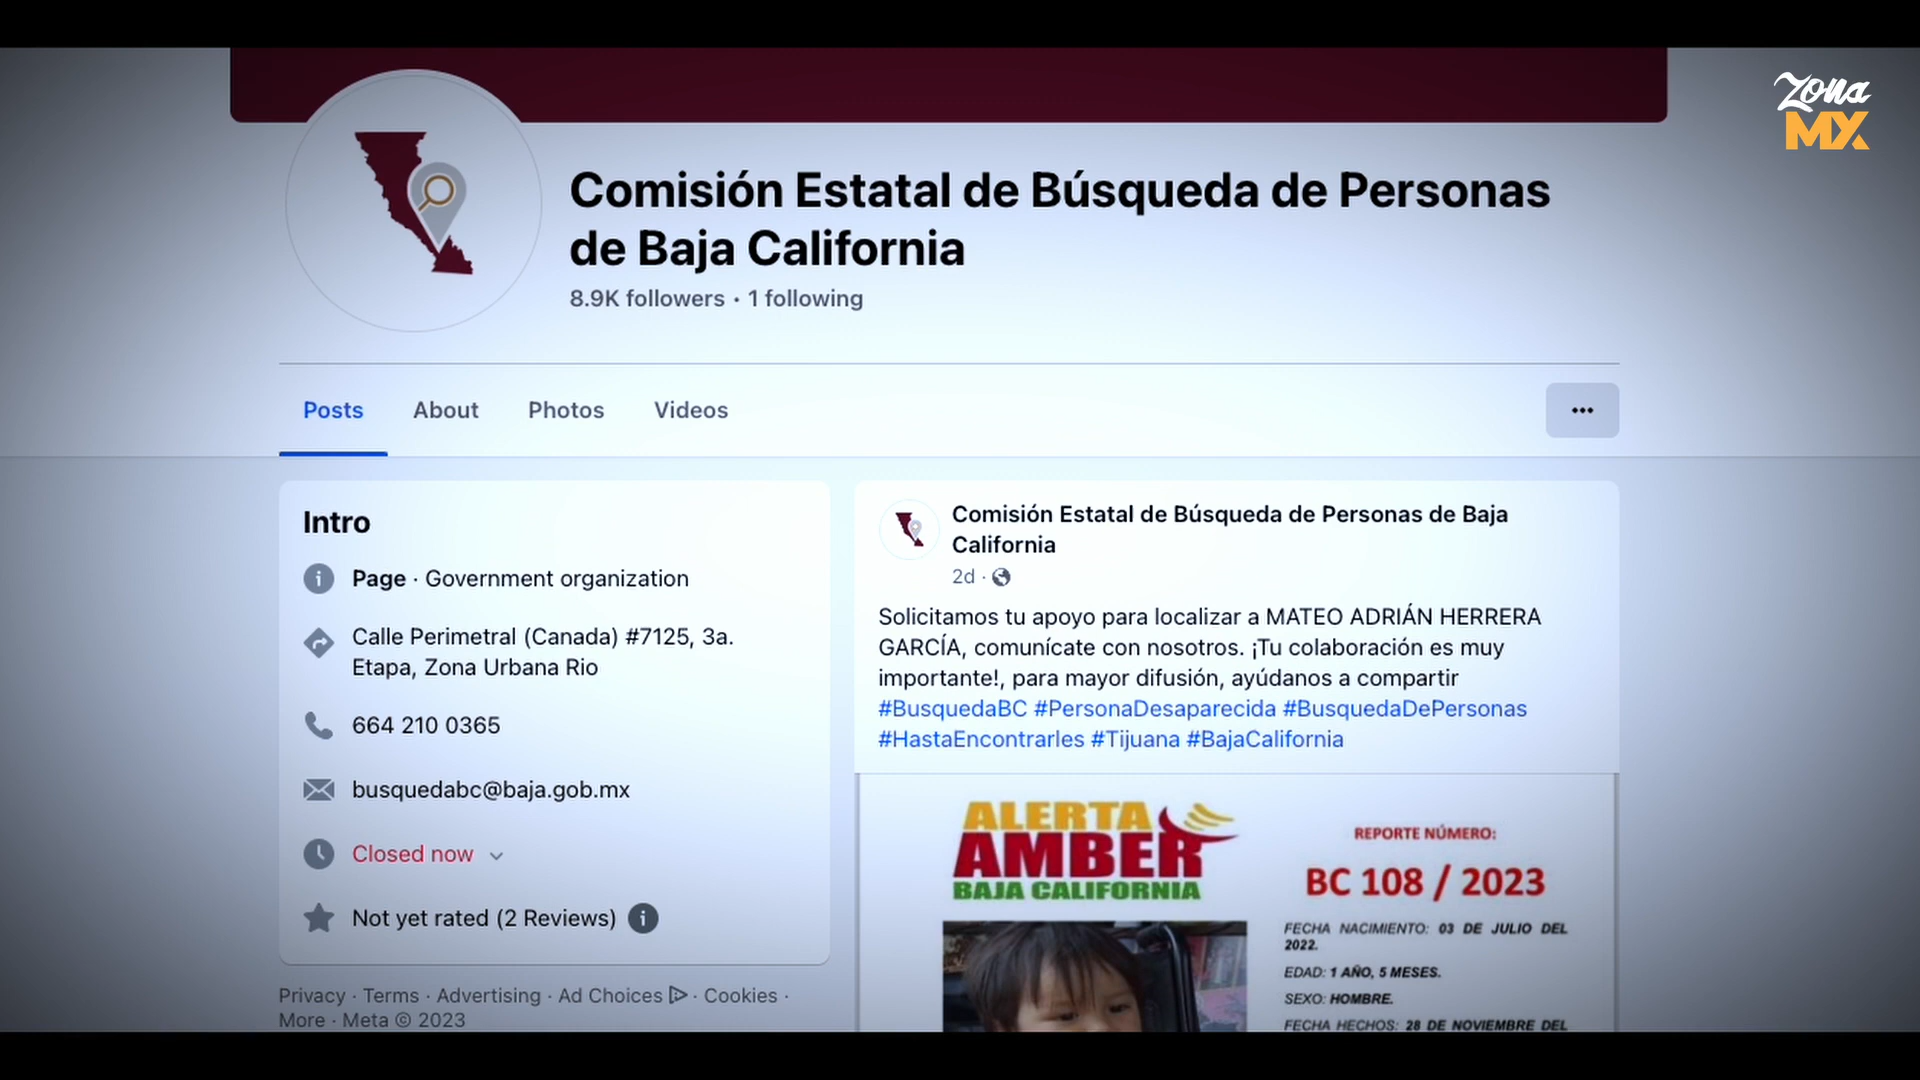 Zona
MX
Comisión Estatal de Búsqueda de Personas
de Baja California
8.9K followers · 1 following
Posts
About
Photos
Videos
Intro
Page · Government organization
Calle Perimetral (Canada) #7125, 3a.
Etapa, Zona Urbana Rio
664 210 0365
busquedabc@baja.gob.mx
Closed now
Not yet rated (2 Reviews)
Privacy · Terms · Advertising · Ad Choices · Cookies ·
More · Meta © 2023
Comisión Estatal de Búsqueda de Personas de Baja
California
2d ·
Solicitamos tu apoyo para localizar a MATEO ADRIÁN HERRERA
GARCÍA, comunícate con nosotros. ¡Tu colaboración es muy
importante!, para mayor difusión, ayúdanos a compartir
#BusquedaBC #PersonaDesaparecida #BusquedaDePersonas
#HastaEncontrarles #Tijuana #BajaCalifornia
ALERTA
AMBER
BAJA CALIFORNIA
REPORTE NÚMERO:
BC 108 / 2023
FECHA NACIMIENTO: 03 DE JULIO DEL
2022.
EDAD: 1 AÑO, 5 MESES.
SEXO: HOMBRE.
FECHA HECHOS: 28 DE NOVIEMBRE DEL